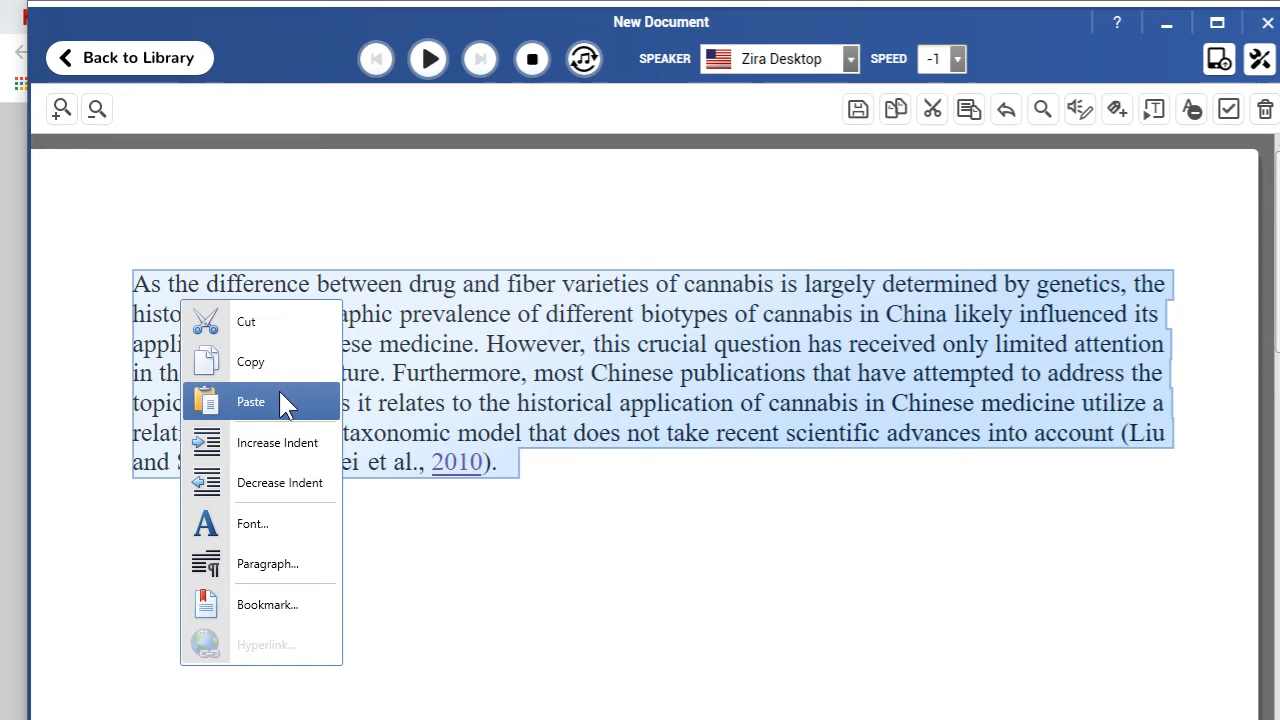 New Document
?
Back to Library
SPEAKER
Zira Desktop
SPEED
-1
As the difference between drug and fiber varieties of cannabis is largely determined by genetics, the
histo aphic prevalence of different biotypes of cannabis in China likely influenced its
appli ese medicine. However, this crucial question has received only limited attention
in th ure. Furthermore, most Chinese publications that have attempted to address the
topic s it relates to the historical application of cannabis in Chinese medicine utilize a
relati taxonomic model that does not take recent scientific advances into account (Liu
and S ei et al., 2010).
Cut
Copy
Paste
Increase Indent
Decrease Indent
Font...
Paragraph...
Bookmark...
Hyperlink...